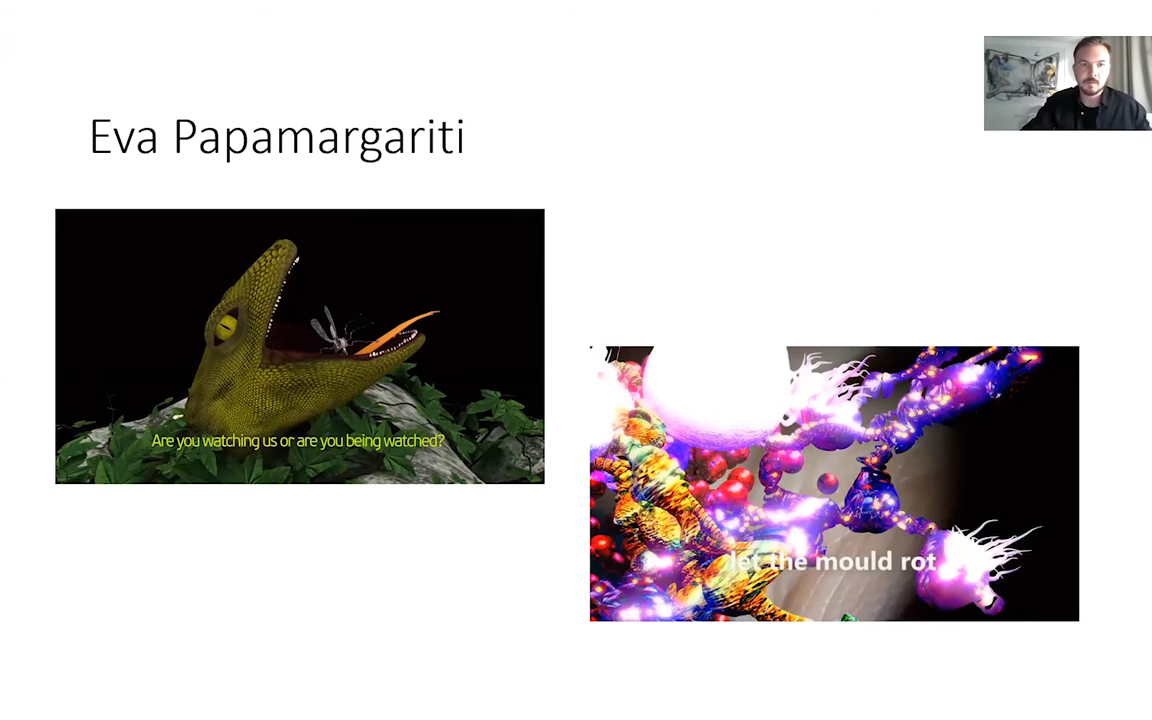 Eva Papamargariti
Are you watching us or are you being watched?
let the mould rot